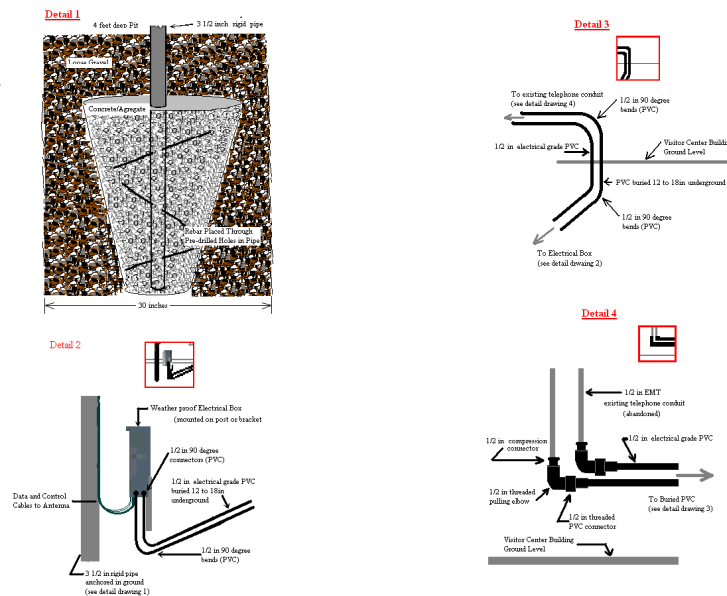 Detail 1
4 feet deep Pit
3 1/2 inch rigid pipe
Loose Gravel
Concrete/Agregate
Rebar Placed Through
Pre-drilled Holes in Pipe
30 inches
Detail 2
Weather proof Electrical Box
(mounted on post or bracket
1/2 in 90 degree
connectors (PVC)
1/2 in electrical grade PVC
buried 12 to 18in
underground
Data and Control
Cables to Antenna
1/2 in 90 degree
bends (PVC)
3 1/2 in rigid pipe
anchored in ground
(see detail drawing 1)
Detail 3
To existing telephone conduit
(see detail drawing 4)
1/2 in 90 degree
bends (PVC)
1/2 in electrical grade PVC
Visitor Center Buildin
Ground Level
PVC buried 12 to 18in underground
1/2 in 90 degree
bends (PVC)
To Electrical Box
(see detail drwaing 2)
Detail 4
1/2 in EMT
existing telephone conduit
(abandoned)
1/2 in compression
connector
1/2 in electrical grade PVC
1/2 in threaded
pulling elbow
To Buried PVC
(see detail drawing 3)
1/2 in threaded
PVC connector
Visitor Center Building
Ground Level